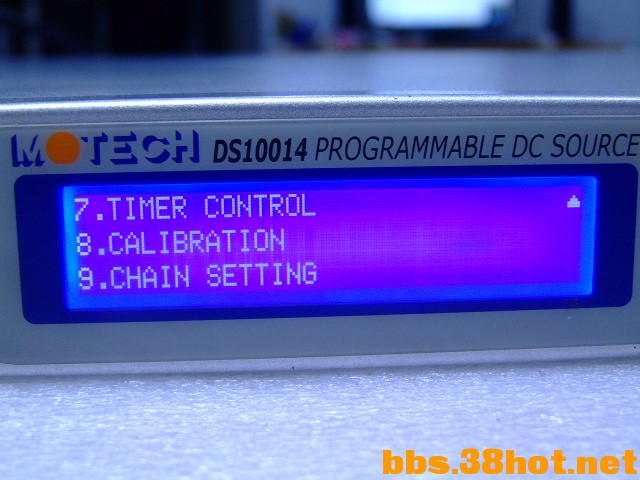 MOTECH DS10014 PROGRAMMABLE DC SOURCE
7.TIMER CONTROL
8.CALIBRATION
9.CHAIN SETTING
bbs.38hot.net